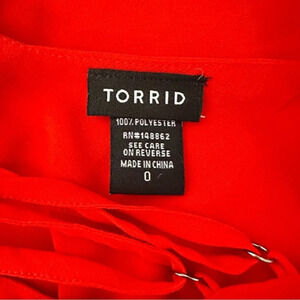 TORRID
100% POLYESTER
RN#148862
SEE CARE
ON REVERSE
MADE IN CHINA
0